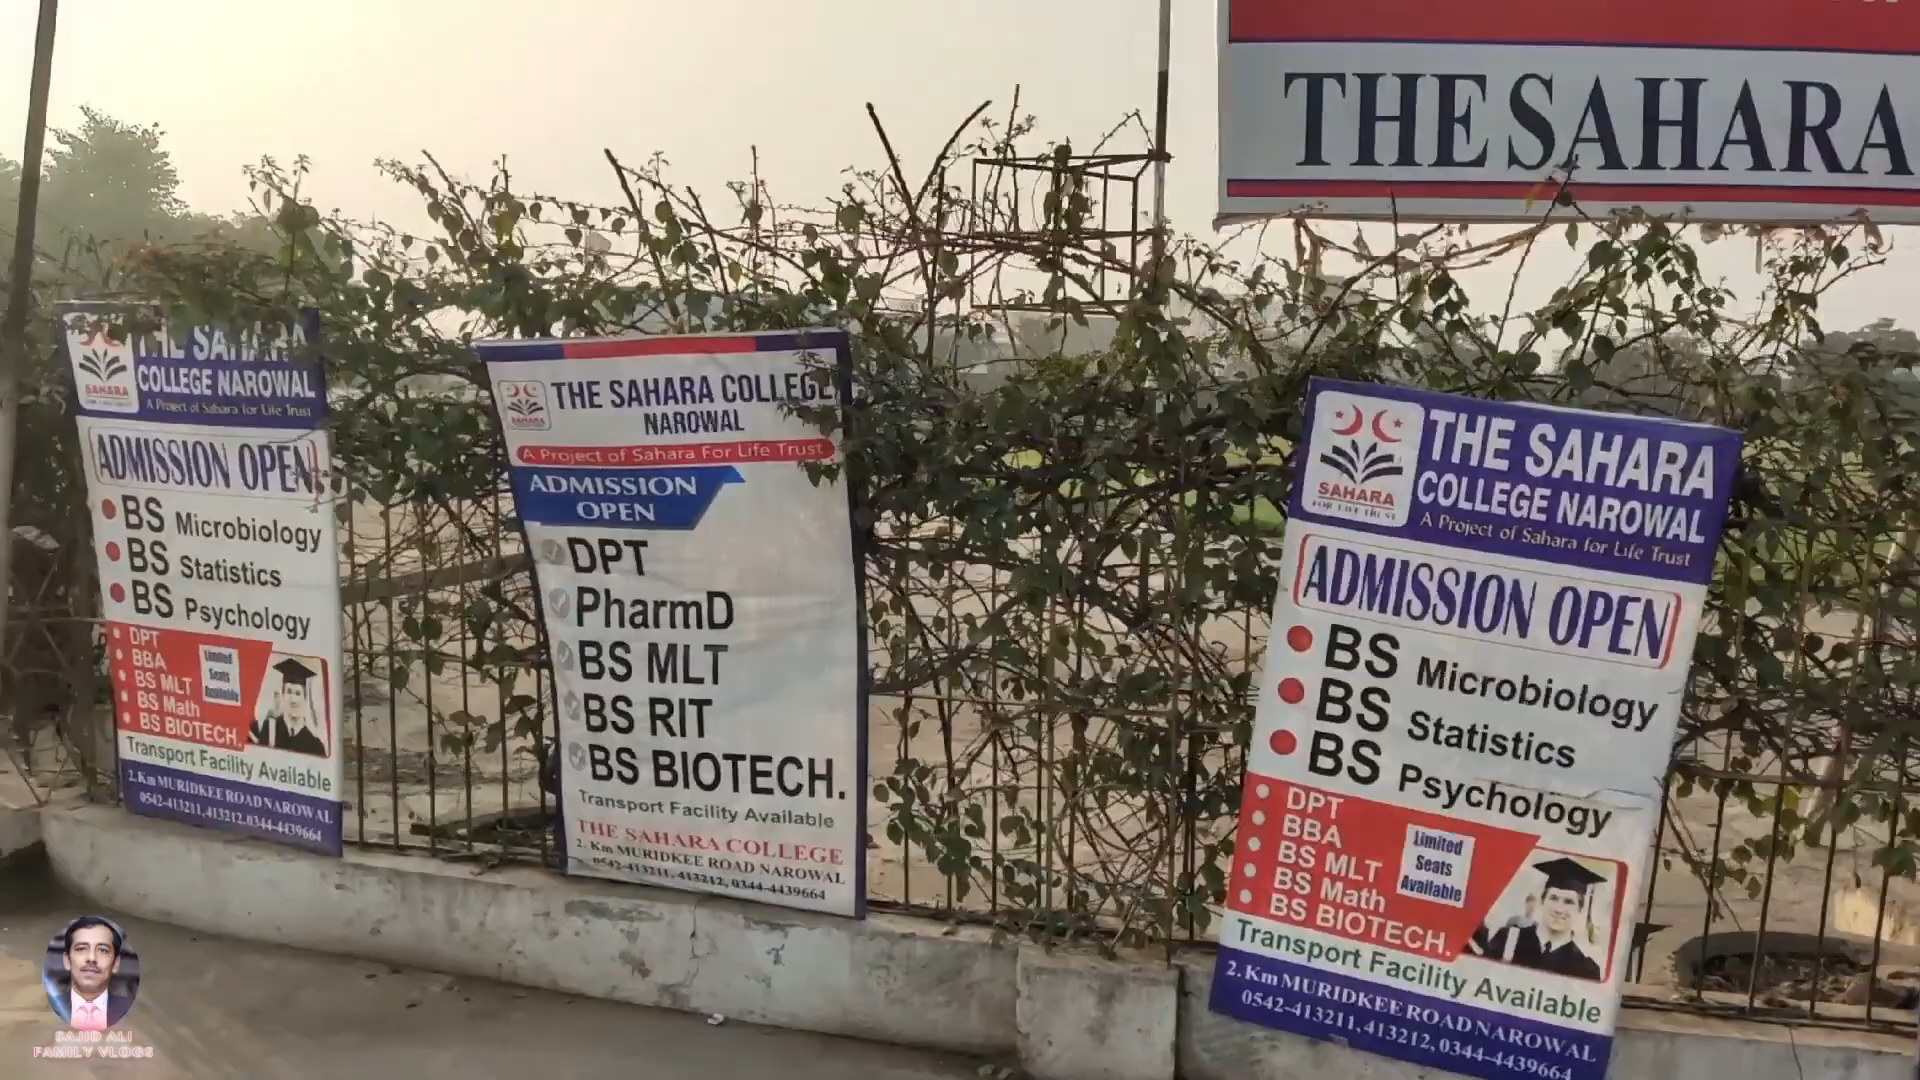 THE SAHARA
THE SAHARA
COLLEGE NAROWAL
A Project of Sahara for Life Trust
SAHARA
ADMISSION OPEN
BS Microbiology
BS Statistics
BS Psychology
DPT
BBA
BS MLT
BS Math
BS BIOTECH.
Limited
Seats
Available
Transport Facility Available
2.Km MURIDKEE ROAD NAROWAL
0542-413211, 413212, 0344-4439664
THE SAHARA COLLEGE
NAROWAL
SAHARA
A Project of Sahara For Life Trust
ADMISSION
OPEN
DPT
PharmD
BS MLT
BS RIT
BS BIOTECH.
Transport Facility Available
THE SAHARA COLLEGE
2. Km MURIDKEE ROAD NAROWAL
0542-413211, 413212, 0344-4439664
THE SAHARA
COLLEGE NAROWAL
A Project of Sahara for Life Trust
SAHARA
FOR LIFE TRUST
ADMISSION OPEN
BS Microbiology
BS Statistics
BS Psychology
DPT
BBA
BS MLT
BS Math
BS BIOTECH.
Limited
Seats
Available
Transport Facility Available
2. Km MURIDKEE ROAD NAROWAL
0542-413211, 413212, 0344-4439664
SAJID ALI
FAMILY VLOGS